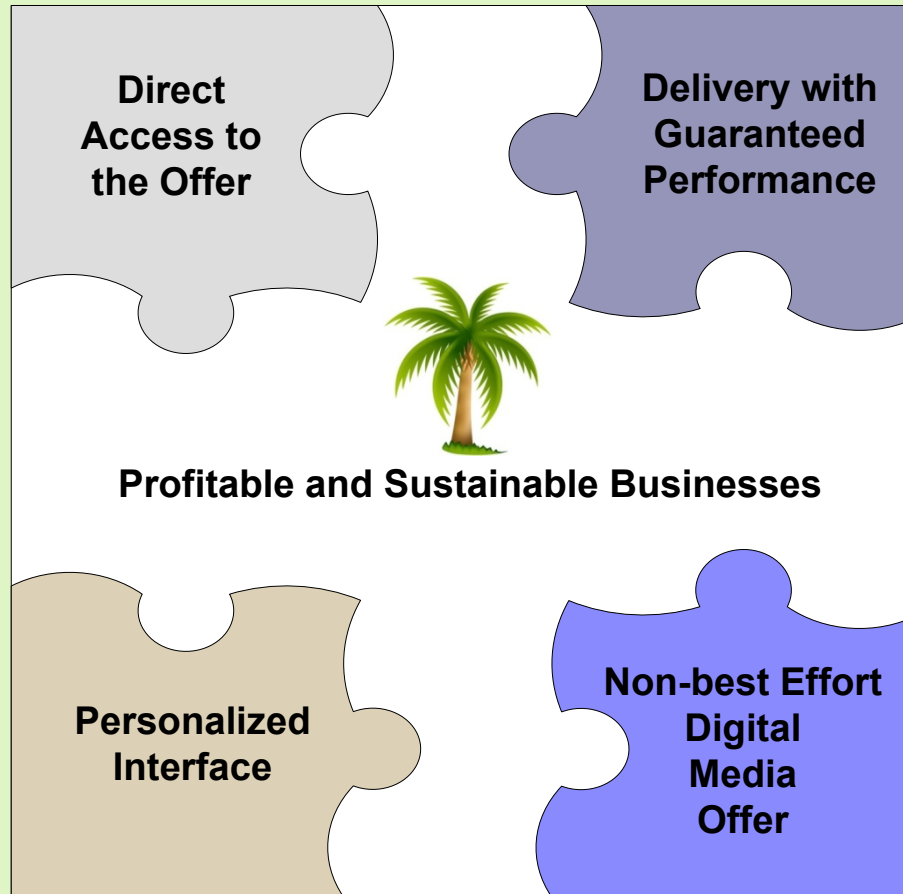 Direct
Access to
the Offer
Delivery with
Guaranteed
Performance
Profitable and Sustainable Businesses
Personalized
Interface
Non-best Effort
Digital
Media
Offer